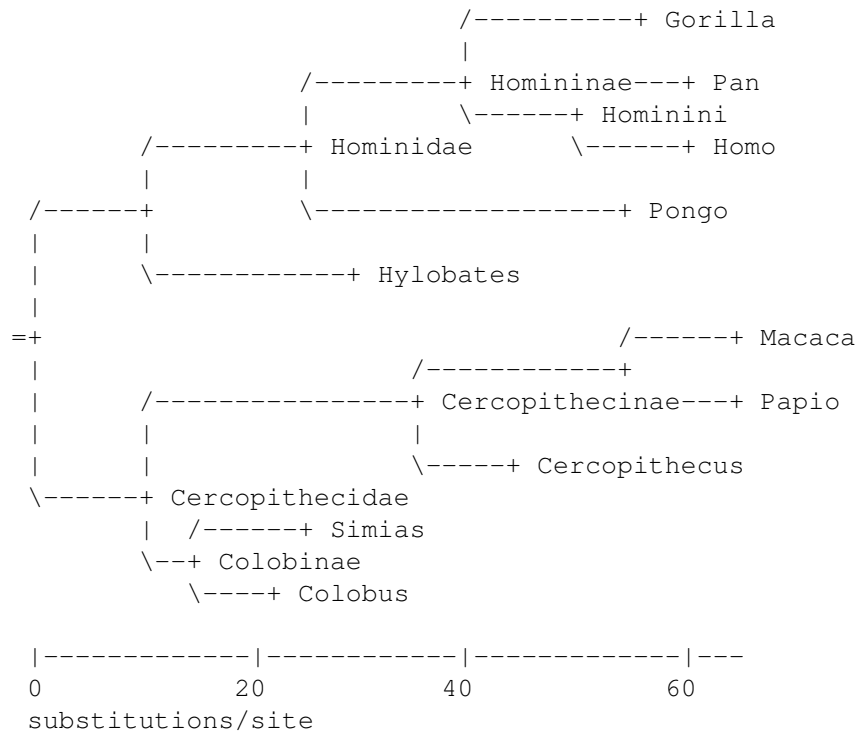 Gorilla
Homininae Pan
Hominini
Hominidae Homo
Pongo
Hylobates
Macaca
Cercopithecinae Papio
Cercopithecus
Cercopithecidae
Simias
Colobinae
Colobus
0 20 40 60
substitutions/site